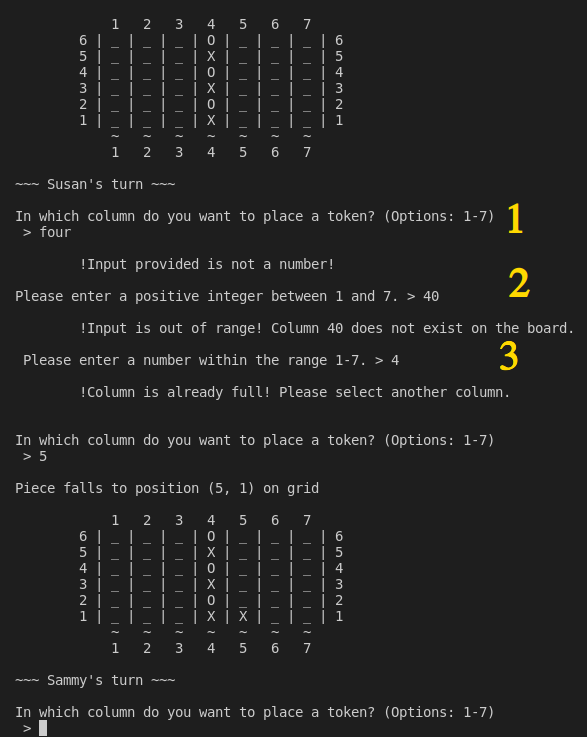 1 2 3 4 5 6 7
6 | _ | _ | _ | O | _ | _ | _ | 6
5 | _ | _ | _ | X | _ | _ | _ | 5
4 | _ | _ | _ | O | _ | _ | _ | 4
3 | _ | _ | _ | X | _ | _ | _ | 3
2 | _ | _ | _ | O | _ | _ | _ | 2
1 | _ | _ | _ | X | _ | _ | _ | 1
~ ~ ~ ~ ~ ~ ~
1 2 3 4 5 6 7
~~~ Susan's turn ~~~
In which column do you want to place a token? (Options: 1-7) 1
> four
!Input provided is not a number!
2
Please enter a positive integer between 1 and 7. > 40
!Input is out of range! Column 40 does not exist on the board.
3
Please enter a number within the range 1-7. > 4
!Column is already full! Please select another column.
In which column do you want to place a token? (Options: 1-7)
> 5
Piece falls to position (5, 1) on grid
1 2 3 4 5 6 7
6 | _ | _ | _ | O | _ | _ | _ | 6
5 | _ | _ | _ | X | _ | _ | _ | 5
4 | _ | _ | _ | O | _ | _ | _ | 4
3 | _ | _ | _ | X | _ | _ | _ | 3
2 | _ | _ | _ | O | _ | _ | _ | 2
1 | _ | _ | _ | X | X | _ | _ | 1
~ ~ ~ ~ ~ ~ ~
1 2 3 4 5 6 7
~~~ Sammy's turn ~~~
In which column do you want to place a token? (Options: 1-7)
>